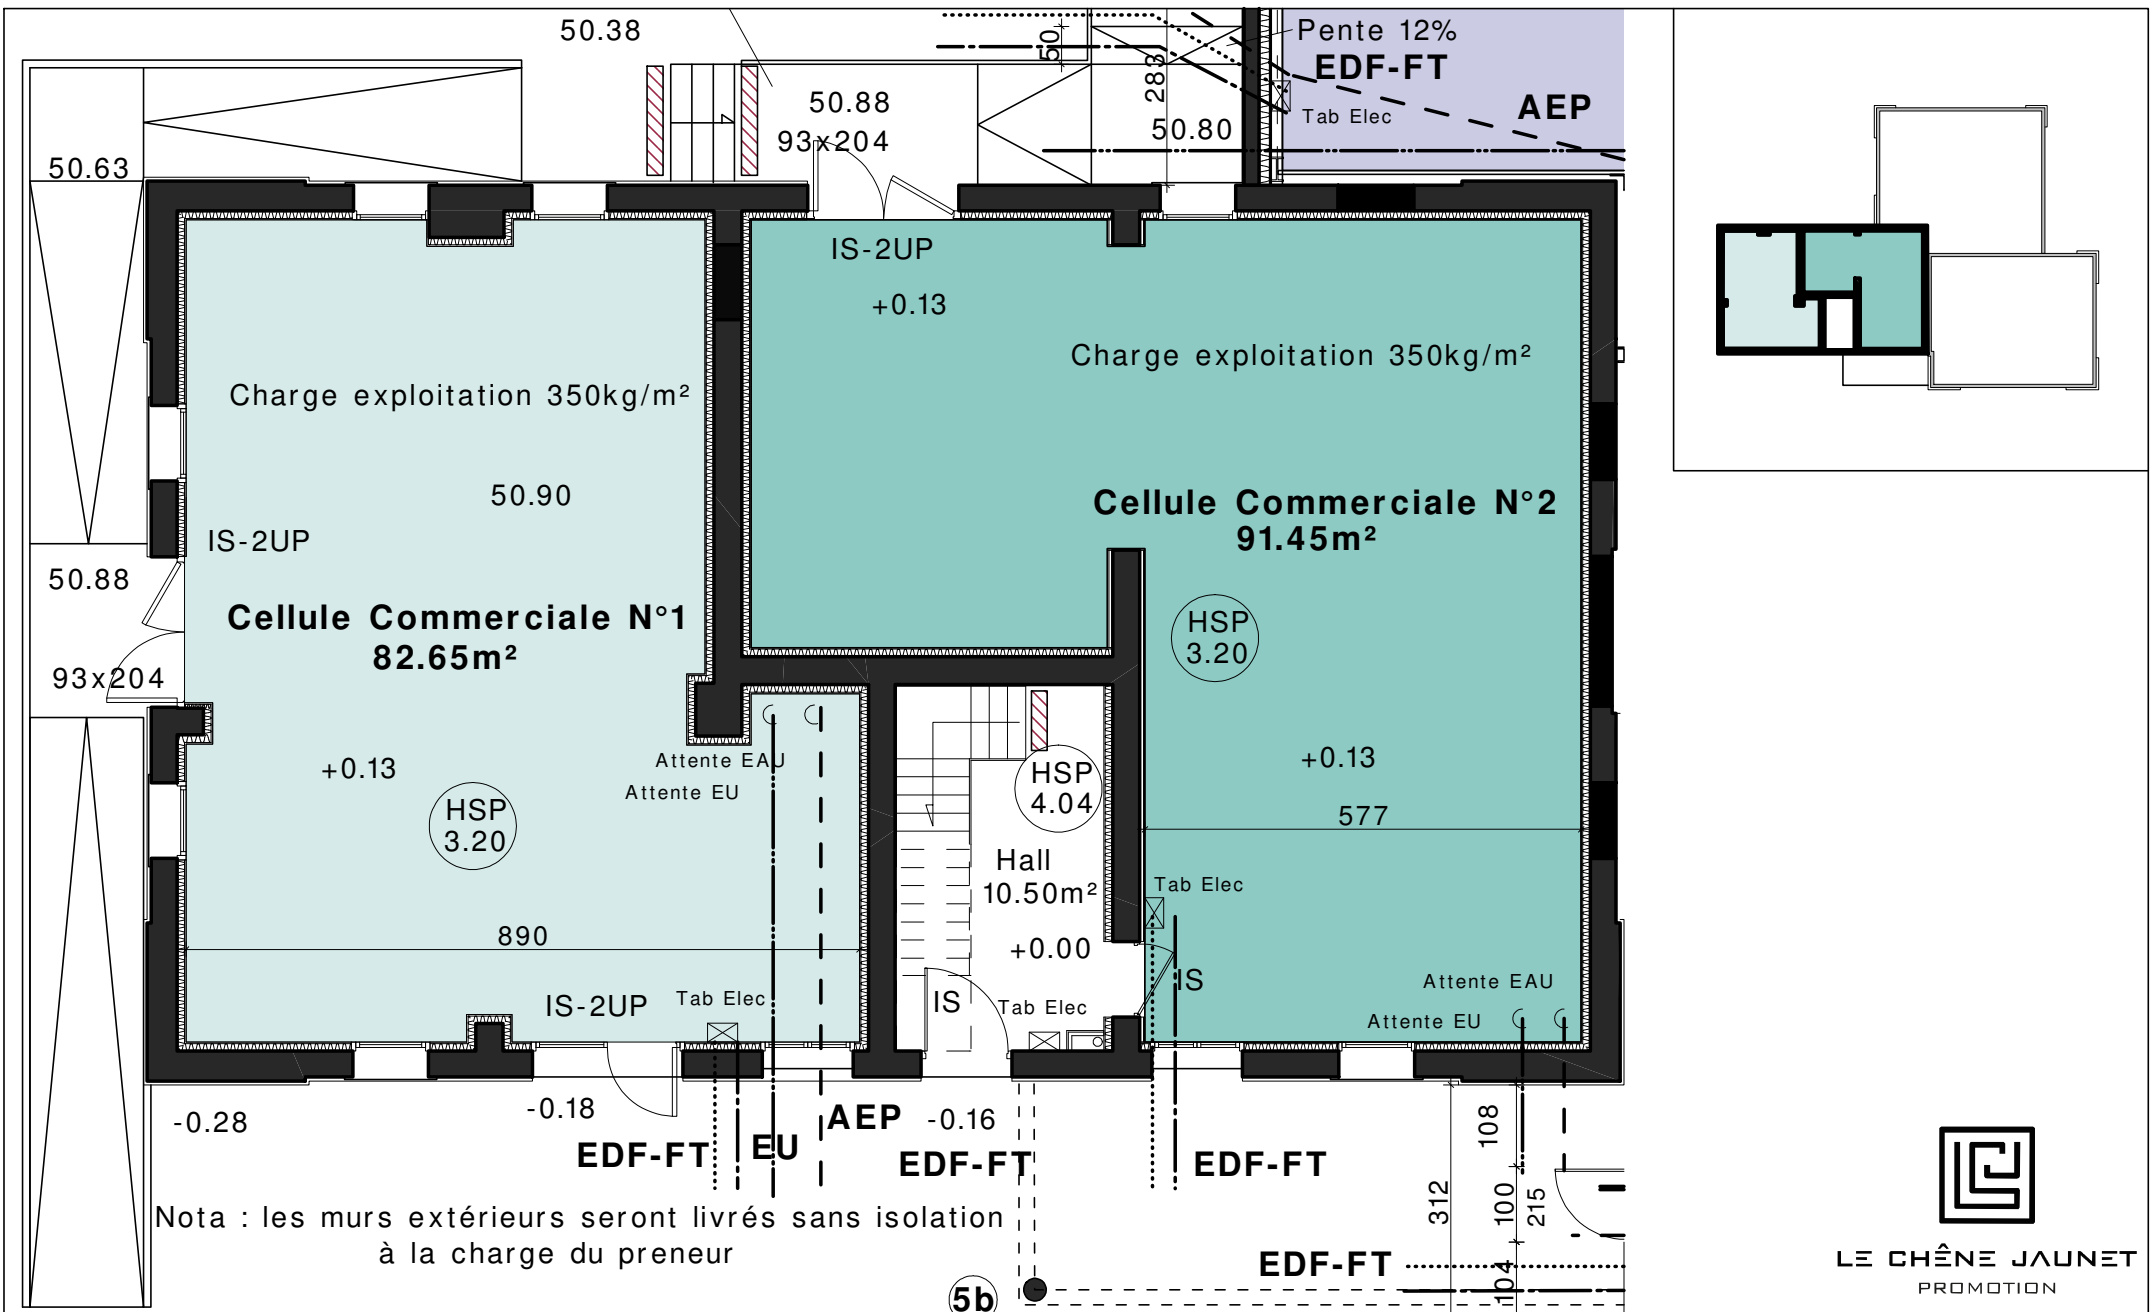 50.38
50
283
Pente 12%
EDF-FT
AEP
Tab Elec
50.88
93x204
50.80
50.63
IS-2UP
+0.13
Charge exploitation 350kg/m²
Charge exploitation 350kg/m²
50.90
Cellule Commerciale N°2
91.45m²
IS-2UP
50.88
Cellule Commerciale N°1
82.65m²
HSP
3.20
93x204
+0.13
Attente EAU
Attente EU
HSP
3.20
HSP
4.04
+0.13
577
Hall
10.50m²
Tab Elec
890
+0.00
IS-2UP
Tab Elec
IS
Tab Elec
IS
Attente EAU
Attente EU
-0.28
-0.18
AEP
-0.16
EDF-FT
EU
EDF-FT
EDF-FT
108
312
100
215
104
Nota : les murs extérieurs seront livrés sans isolation
à la charge du preneur
EDF-FT
5b
LE CHÊNE JAUNET
PROMOTION